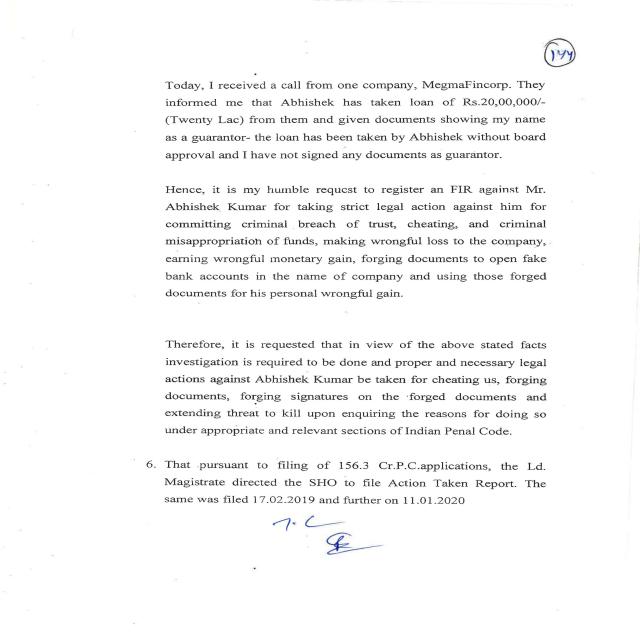 144
Today, I received a call from one company, MegmaFincorp. They
informed me that Abhishek has taken loan of Rs.20,00,000/-
(Twenty Lac) from them and given documents showing my name
as a guarantor- the loan has been taken by Abhishek without board
approval and I have not signed any documents as guarantor.
Hence, it is my humble request to register an FIR against Mr.
Abhishek Kumar for taking strict legal action against him for
committing criminal breach of trust, cheating, and criminal
misappropriation of funds, making wrongful loss to the company,
earning wrongful monetary gain, forging documents to open fake
bank accounts in the name of company and using those forged
documents for his personal wrongful gain.
Therefore, it is requested that in view of the above stated facts
investigation is required to be done and proper and necessary legal
actions against Abhishek Kumar be taken for cheating us, forging
documents, forging signatures on the forged documents and
extending threat to kill upon enquiring the reasons for doing so
under appropriate and relevant sections of Indian Penal Code.
6. That pursuant to filing of 156.3 Cr.P.C.applications, the Ld.
Magistrate directed the SHO to file Action Taken Report. The
same was filed 17.02.2019 and further on 11.01.2020
T.C